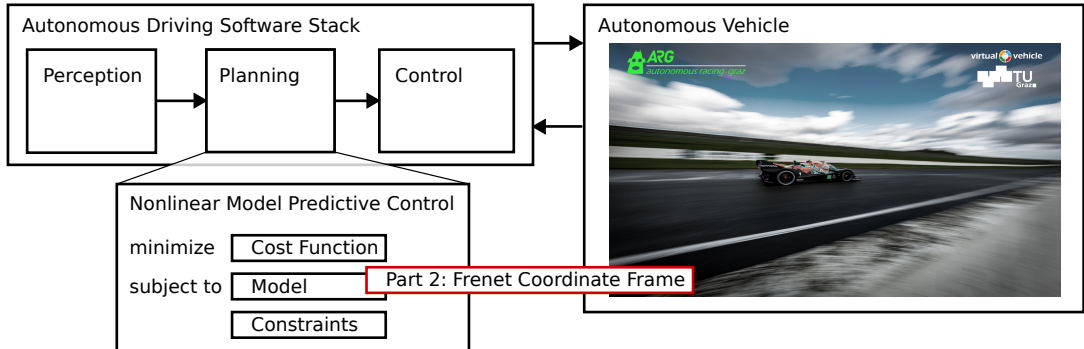 Autonomous Driving Software Stack
Perception
Planning
Control
Autonomous Vehicle
ARG
autonomous racing graz
virtual vehicle
TU
Graz
Nonlinear Model Predictive Control
minimize
Cost Function
subject to
Model
Part 2: Frenet Coordinate Frame
Constraints